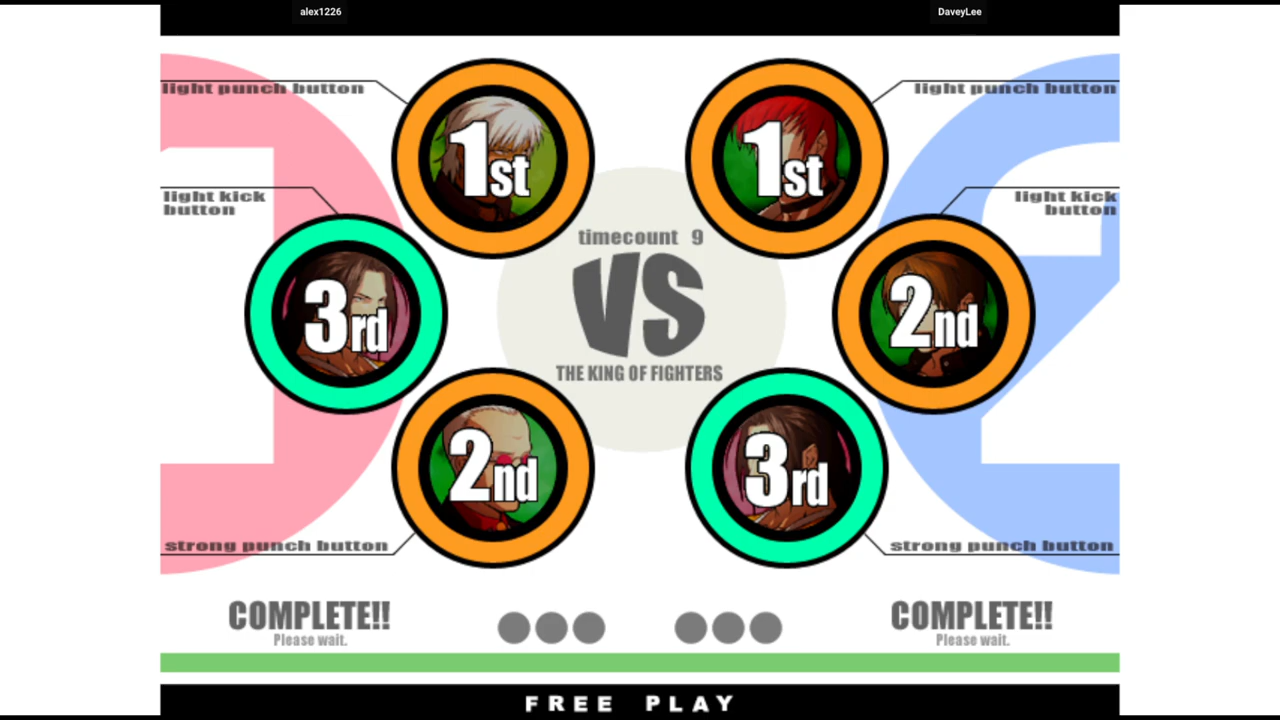 alex1226
DaveyLee
light punch button
light punch button
1st
1st
light kick
button
light kick
button
timecount 9
VS
THE KING OF FIGHTERS
3rd
2nd
2nd
3rd
strong punch button
strong punch button
COMPLETE!!
Please wait.
COMPLETE!!
Please wait.
FREE PLAY